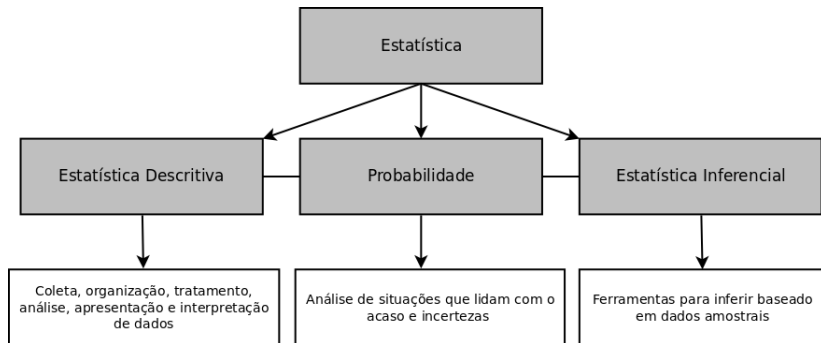 Estatística
Estatística Descritiva
Probabilidade
Estatística Inferencial
Coleta, organização, tratamento,
análise, apresentação e interpretação
de dados
Análise de situações que lidam com o
acaso e incertezas
Ferramentas para inferir baseado
em dados amostrais